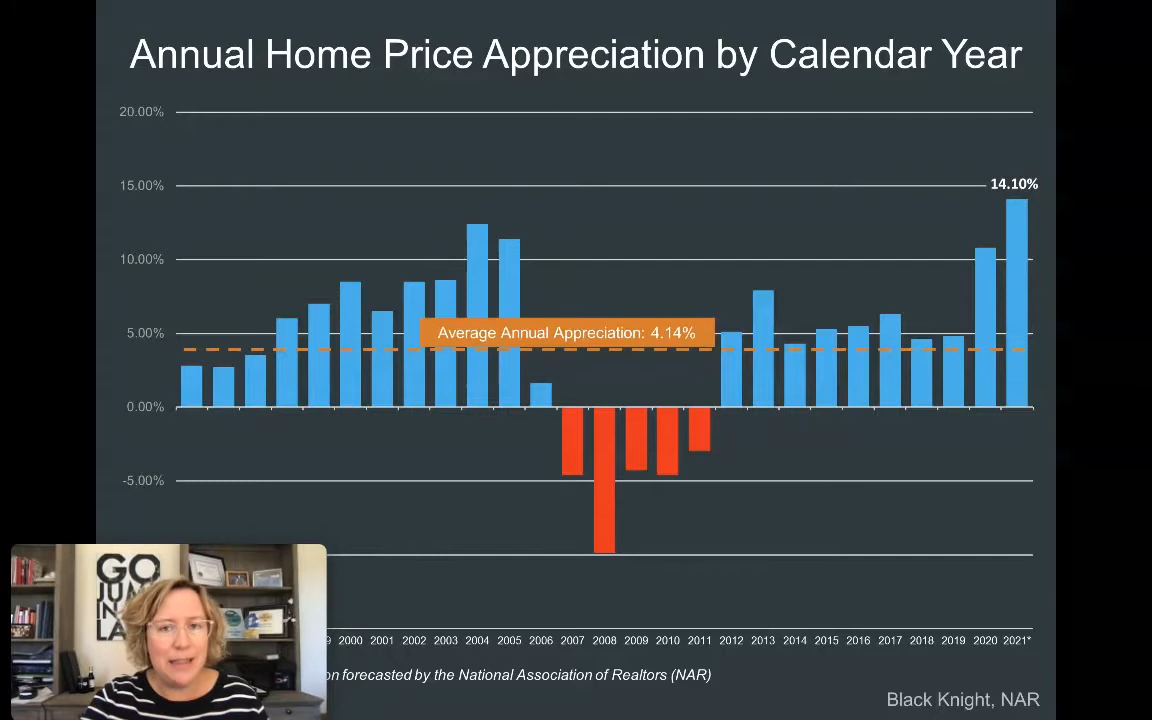 Annual Home Price Appreciation by Calendar Year
20.00%
15.00%
14.10%
10.00%
5.00%
Average Annual Appreciation: 4.14%
0.00%
-5.00%
GO
2000 2001 2002 2003 2004 2005 2006 2007 2008 2009 2010 2011 2012 2013 2014 2015 2016 2017 2018 2019 2020 2021*
forecasted by the National Association of Realtors (NAR)
Black Knight, NAR